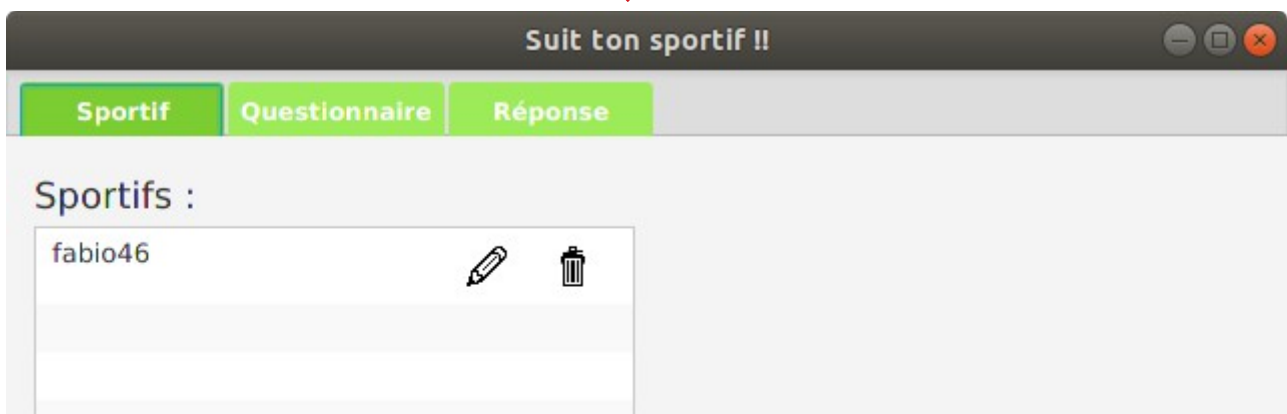 Suit ton sportif !!
Sportif Questionnaire Réponse
Sportifs :
fabio46